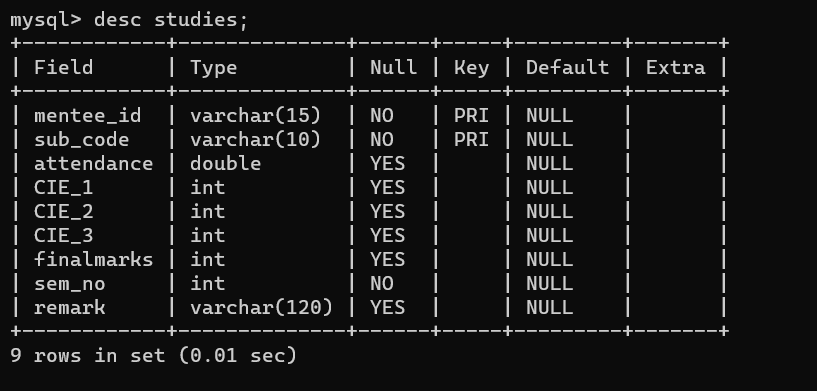 mysql> desc studies;
+------------+--------------+------+-----+---------+-------+
| Field      | Type         | Null | Key | Default | Extra |
+------------+--------------+------+-----+---------+-------+
| mentee_id  | varchar(15)  | NO   | PRI | NULL    |       |
| sub_code   | varchar(10)  | NO   | PRI | NULL    |       |
| attendance | double       | YES  |     | NULL    |       |
| CIE_1      | int          | YES  |     | NULL    |       |
| CIE_2      | int          | YES  |     | NULL    |       |
| CIE_3      | int          | YES  |     | NULL    |       |
| finalmarks | int          | YES  |     | NULL    |       |
| sem_no     | int          | NO   |     | NULL    |       |
| remark     | varchar(120) | YES  |     | NULL    |       |
+------------+--------------+------+-----+---------+-------+
9 rows in set (0.01 sec)